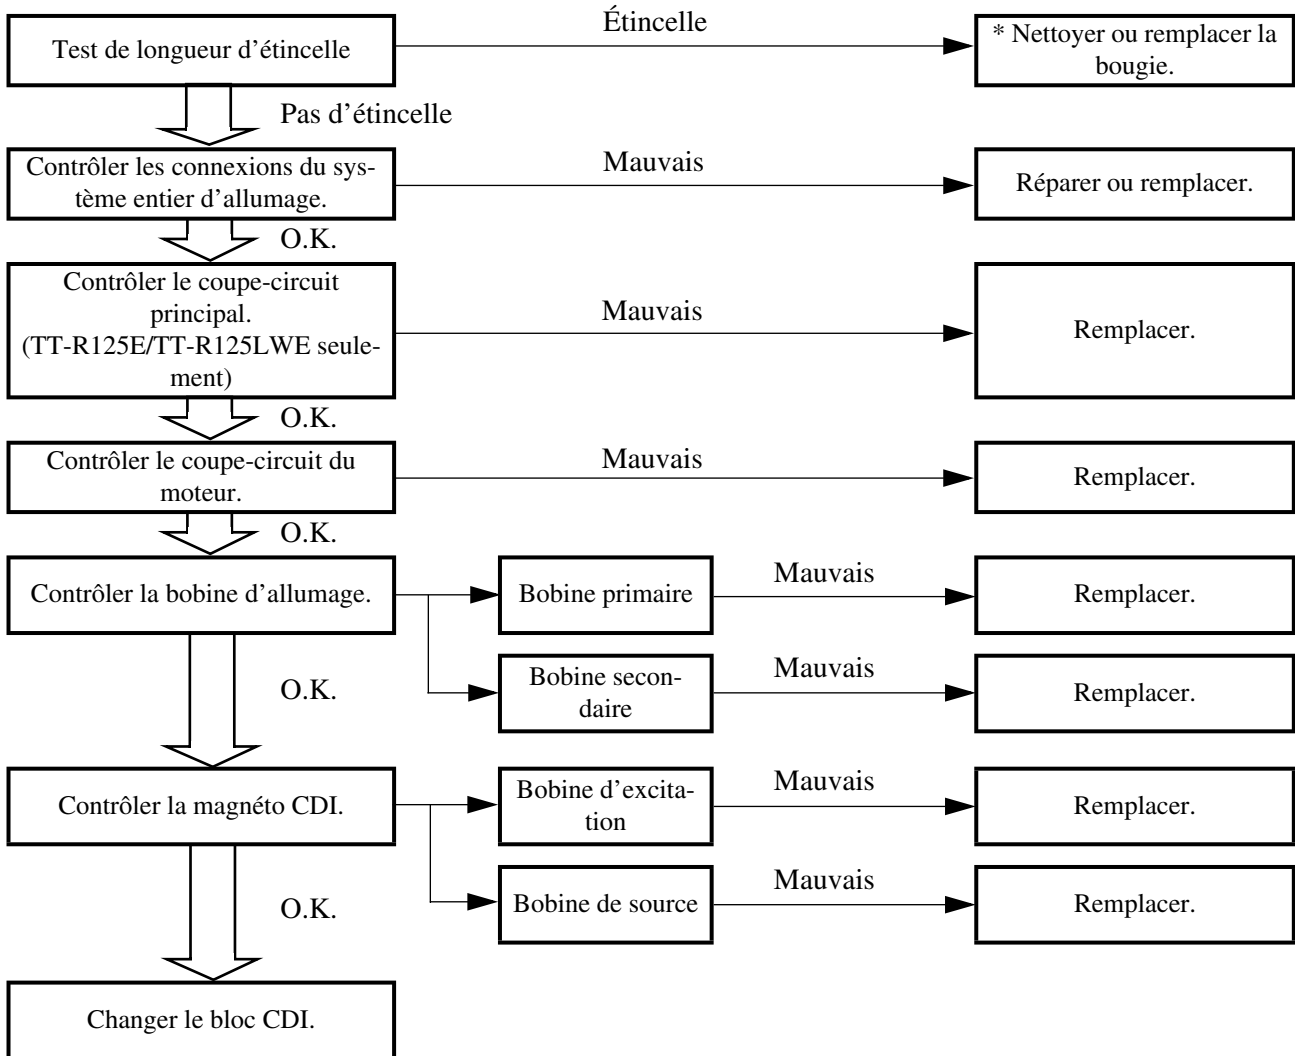 Test de longueur d’étincelle
Étincelle
* Nettoyer ou remplacer la
bougie.
Pas d’étincelle
Contrôler les connexions du sys-
tème entier d’allumage.
Mauvais
Réparer ou remplacer.
O.K.
Contrôler le coupe-circuit
principal.
(TT-R125E/TT-R125LWE seule-
ment)
Mauvais
Remplacer.
O.K.
Contrôler le coupe-circuit du
moteur.
Mauvais
Remplacer.
O.K.
Contrôler la bobine d’allumage.
Bobine primaire
Mauvais
Remplacer.
Bobine secon-
daire
Mauvais
Remplacer.
O.K.
Contrôler la magnéto CDI.
Bobine d’excita-
tion
Mauvais
Remplacer.
Bobine de source
Mauvais
Remplacer.
O.K.
Changer le bloc CDI.